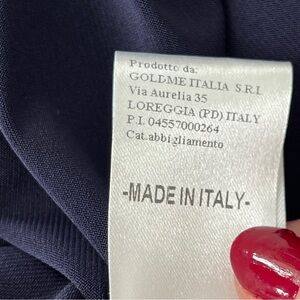 Prodotto da:
GOLDME ITALIA S.R.L
Via Aurelia 35
LOREGGIA (PD) ITALY
P.I. 04557000264
Cat.abbigliamento
-MADE IN ITALY-